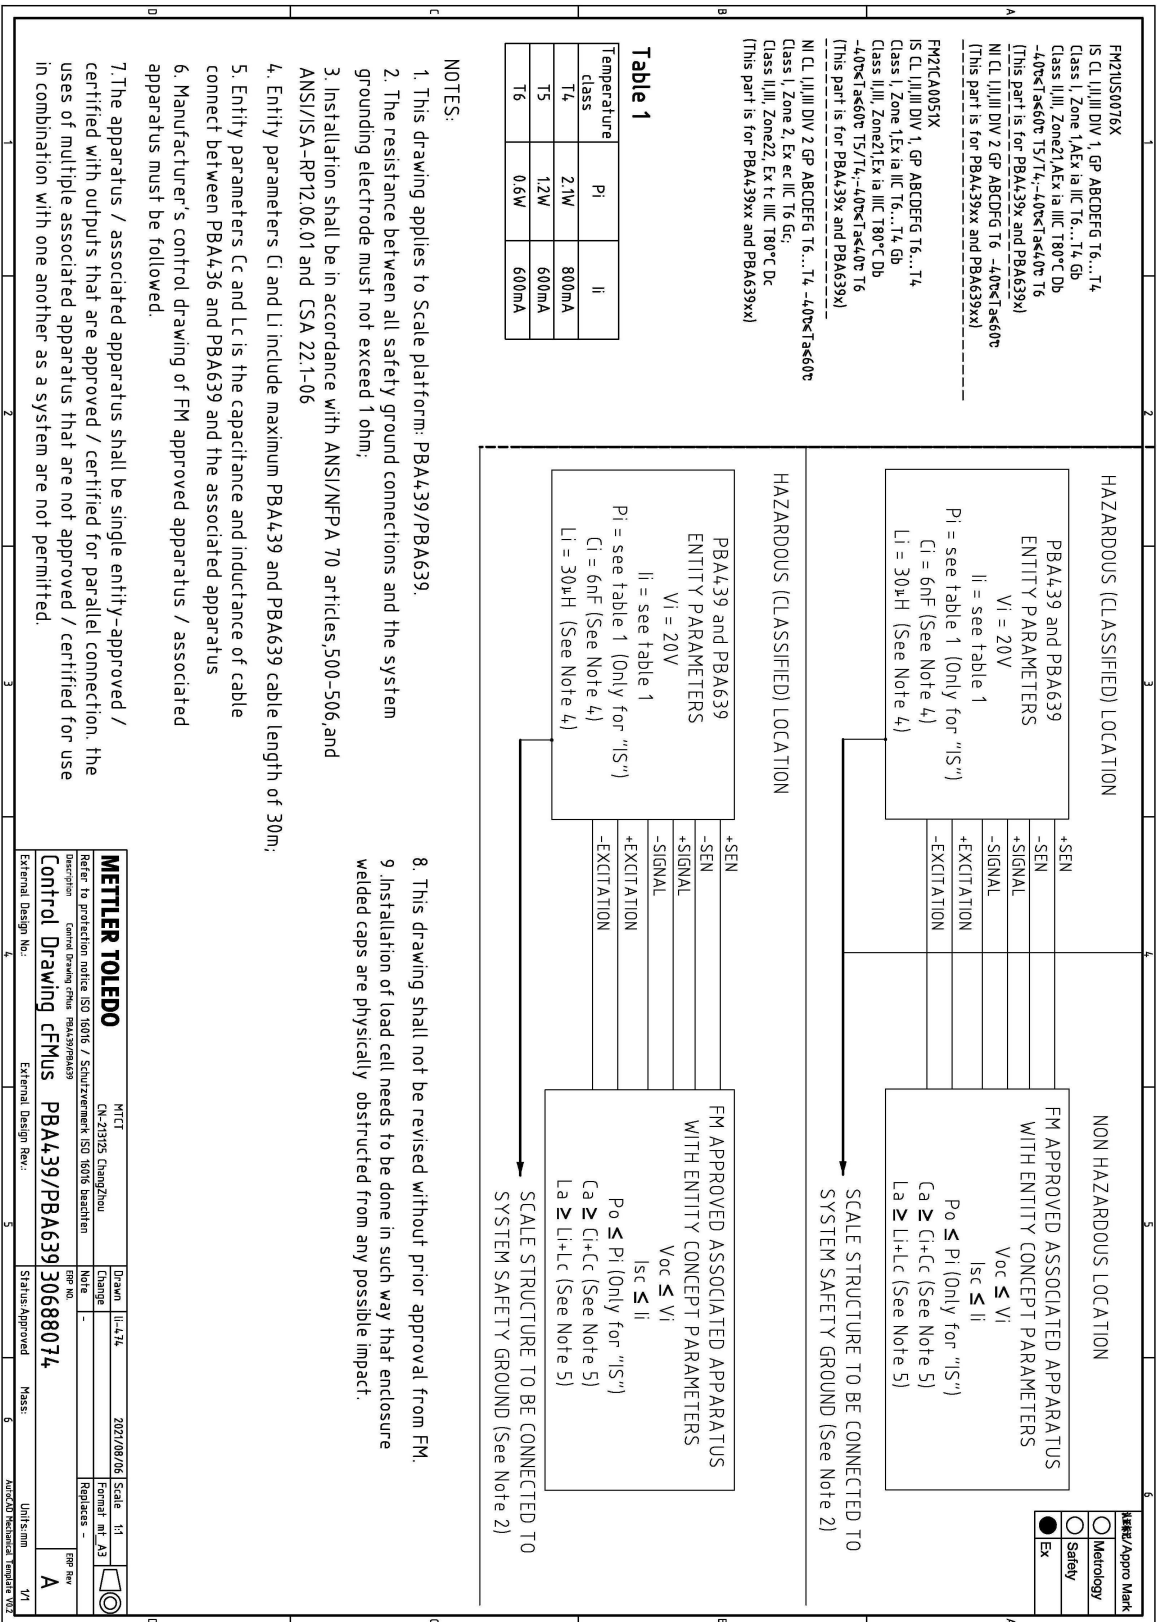 FM21US0076X
IS CL I,II,III DIV 1, GP ABCDEFG T6...T4
Class I, Zone 1,AEx ia IIC T6...T4 Gb
Class II,III, Zone21,AEx ia IIIC T80°C Db
-40℃≤Ta≤60℃ T5/T4;-40℃≤Ta≤40℃ T6
(This part is for PBA439x and PBA639x)
NI CL I,II,III DIV 2 GP ABCDFG T6 -40℃≤Ta≤60℃
(This part is for PBA439xx and PBA639xx)
FM21CA0051X
IS CL I,II,III DIV 1, GP ABCDEFG T6...T4
Class I, Zone 1,Ex ia IIC T6...T4 Gb
Class II,III, Zone21,Ex ia IIIC T80°C Db
-40℃≤Ta≤60℃ T5/T4;-40℃≤Ta≤40℃ T6
(This part is for PBA439x and PBA639x)
NI CL I,II,III DIV 2 GP ABCDEFG T6...T4 -40℃≤Ta≤60℃
Class I, Zone 2, Ex ec IIC T6 Gc;
Class II,III, Zone22, Ex tc IIIC T80°C Dc
(This part is for PBA439xx and PBA639xx)
Table 1
Temperature class Pi Ii
T4 2.1W 800mA
T5 1.2W 600mA
T6 0.6W 600mA
HAZARDOUS (CLASSIFIED) LOCATION
PBA439 and PBA639
ENTITY PARAMETERS
Vi = 20V
Ii = see table 1
Pi = see table 1 (Only for "IS")
Ci = 6nF (See Note 4)
Li = 30μH (See Note 4)
+SEN
-SEN
+SIGNAL
-SIGNAL
+EXCITATION
-EXCITATION
NON HAZARDOUS LOCATION
FM APPROVED ASSOCIATED APPARATUS
WITH ENTITY CONCEPT PARAMETERS
Voc ≤ Vi
Isc ≤ Ii
Po ≤ Pi (Only for "IS")
Ca ≥ Ci+Cc (See Note 5)
La ≥ Li+Lc (See Note 5)
SCALE STRUCTURE TO BE CONNECTED TO
SYSTEM SAFETY GROUND (See Note 2)
HAZARDOUS (CLASSIFIED) LOCATION
PBA439 and PBA639
ENTITY PARAMETERS
Vi = 20V
Ii = see table 1
Pi = see table 1 (Only for "IS")
Ci = 6nF (See Note 4)
Li = 30μH (See Note 4)
+SEN
-SEN
+SIGNAL
-SIGNAL
+EXCITATION
-EXCITATION
FM APPROVED ASSOCIATED APPARATUS
WITH ENTITY CONCEPT PARAMETERS
Voc ≤ Vi
Isc ≤ Ii
Po ≤ Pi (Only for "IS")
Ca ≥ Ci+Cc (See Note 5)
La ≥ Li+Lc (See Note 5)
SCALE STRUCTURE TO BE CONNECTED TO
SYSTEM SAFETY GROUND (See Note 2)
/Appro Mark
Metrology
Safety
Ex
NOTES:
1. This drawing applies to Scale platform: PBA439/PBA639.
2. The resistance between all safety ground connections and the system
grounding electrode must not exceed 1 ohm;
3. Installation shall be in accordance with ANSI/NFPA 70 articles,500-506,and
ANSI/ISA-RP12.06.01 and CSA 22.1-06
4. Entity parameters Ci and Li include maximum PBA439 and PBA639 cable length of 30m;
5. Entity parameters Cc and Lc is the capacitance and inductance of cable
connect between PBA436 and PBA639 and the associated apparatus
6. Manufacturer's control drawing of FM approved apparatus / associated
apparatus must be followed.
7.The apparatus / associated apparatus shall be single entity-approved /
certified with outputs that are approved / certified for parallel connection. the
uses of multiple associated apparatus that are not approved / certified for use
in combination with one another as a system are not permitted.
8. This drawing shall not be revised without prior approval from FM.
9 .Installation of load cell needs to be done in such way that enclosure
welded caps are physically obstructed from any possible impact.
METTLER TOLEDO
MTCT
CN-213125 ChangZhou
Drawn li-474 2021/08/06 Scale 1:1
Change Format mt_A3
Refer to protection notice ISO 16016 / Schutzvermerk ISO 16016 beachten
Note - Replaces -
Description Control Drawing cFMus PBA439/PBA639
Control Drawing cFMus PBA439/PBA639
ERP NO.
30688074
ERP Rev
A
External Design No.: External Design Rev.: Status:Approved Mass: Units:mm 1/1
AutoCAD Mechanical Template V0.2
1 2 3 4 5 6
A B C D